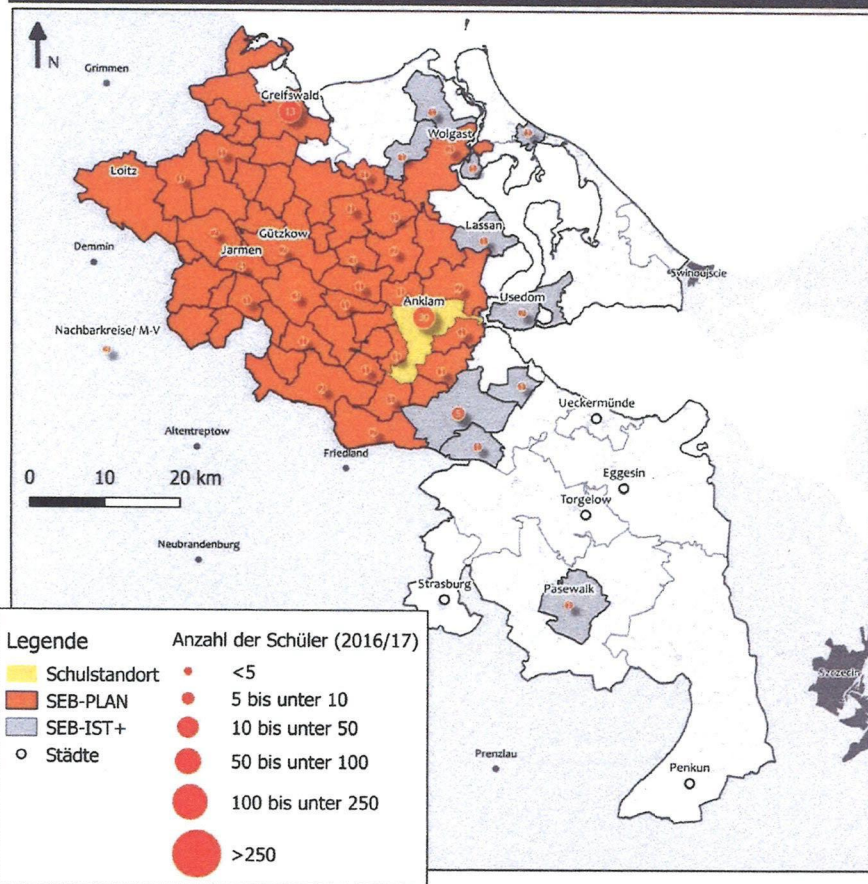 N
Grimmen
Greifswald
13
Wolgast
Loitz
Lassan
Gützkow
Jarmen
Demmin
Swinoujscie
Usedom
Anklam
30
Nachbarkreise/ M-V
5
Ueckermünde
Altentreptow
Friedland
0 10 20 km
Eggesin
Torgelow
Neubrandenburg
Strasburg
Pasewalk
Legende
Schulstandort
SEB-PLAN
SEB-IST+
Städte
Anzahl der Schüler (2016/17)
<5
5 bis unter 10
10 bis unter 50
50 bis unter 100
100 bis unter 250
>250
Szczecin
Prenzlau
Penkun